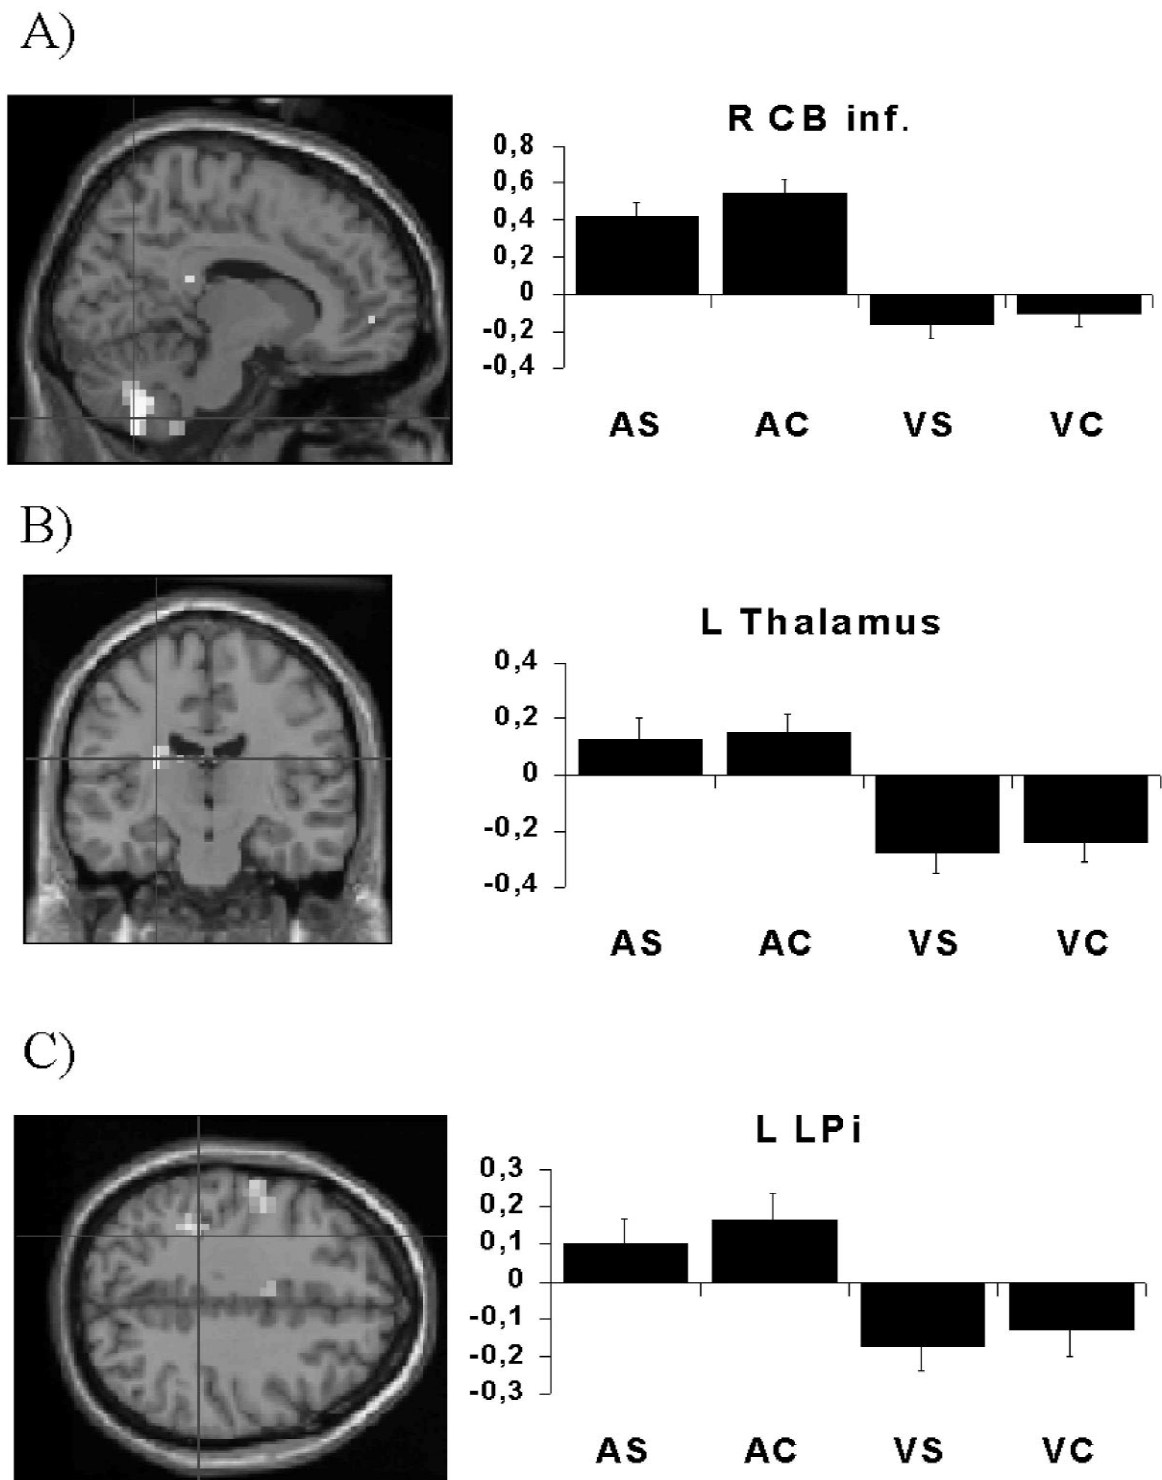 A)
R CB inf.
0,8
0,6
0,4
0,2
0
-0,2
-0,4
AS AC VS VC
B)
L Thalamus
0,4
0,2
0
-0,2
-0,4
AS AC VS VC
C)
L LPi
0,3
0,2
0,1
0
-0,1
-0,2
-0,3
AS AC VS VC